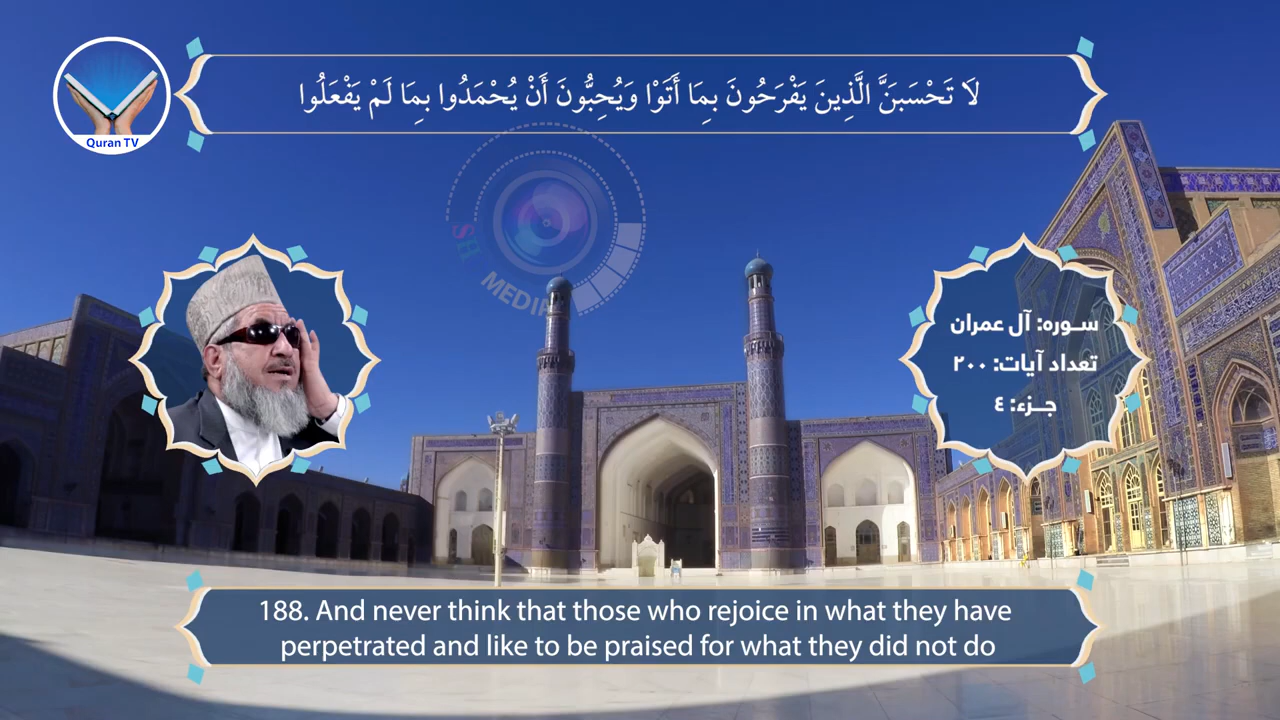 لَا تَحْسَبَنَّ الَّذِينَ يَفْرَحُونَ بِمَا أَتَوْا وَيُحِبُّونَ أَنْ يُحْمَدُوا بِمَا لَمْ يَفْعَلُوا
Quran TV
SH MEDIA
سوره: آل عمران
تعداد آیات: ۲۰۰
جزء: ٤
188. And never think that those who rejoice in what they have
perpetrated and like to be praised for what they did not do